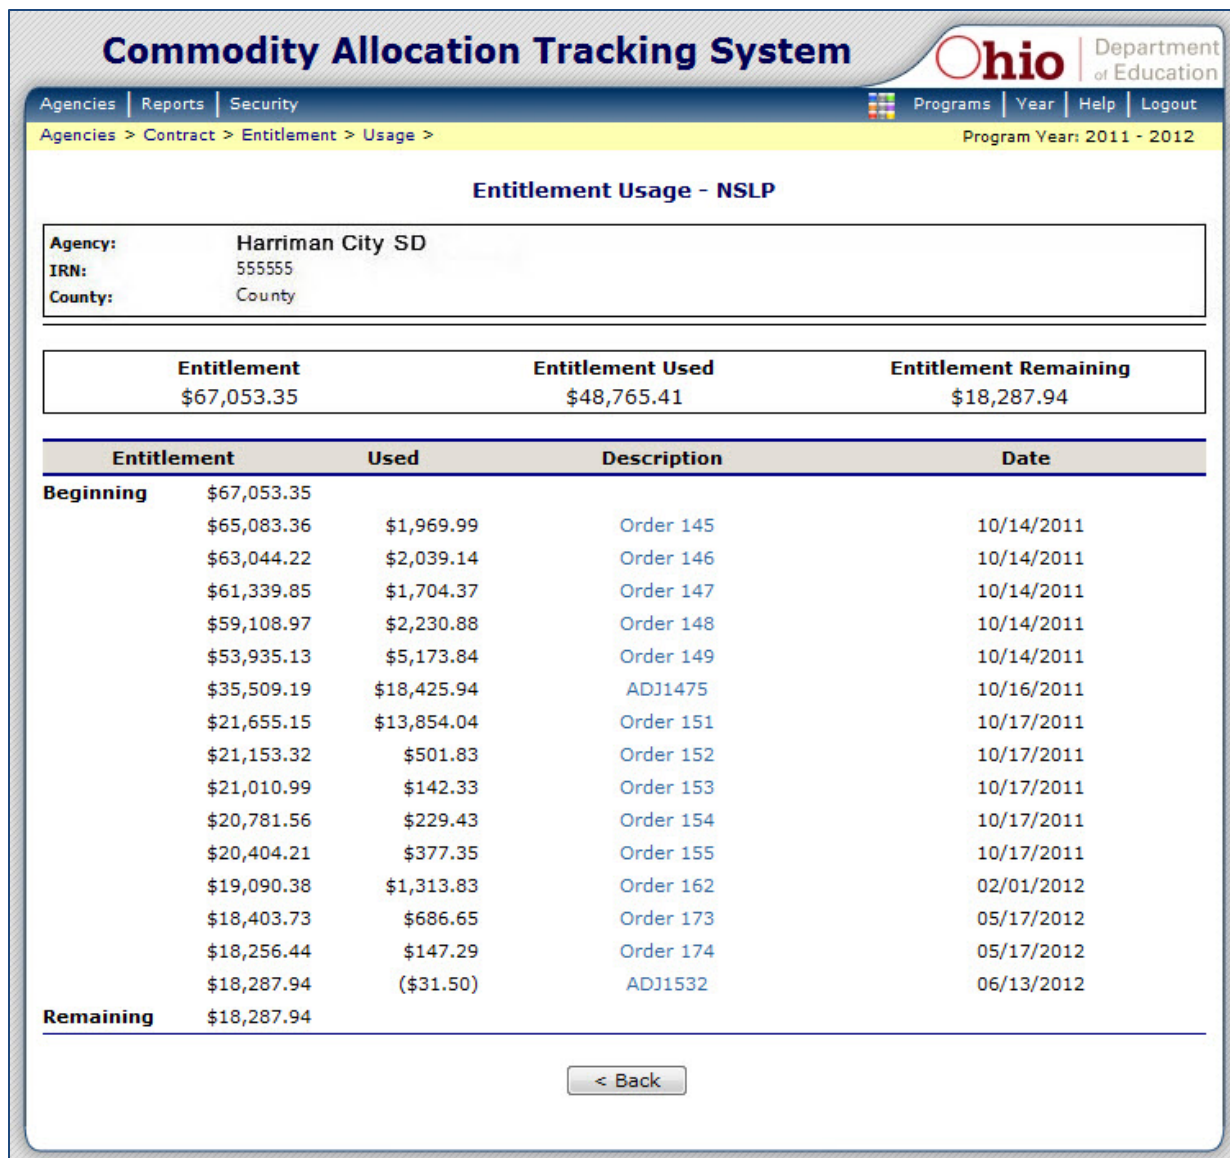 Commodity Allocation Tracking System
Ohio Department of Education
Agencies | Reports | Security Programs | Year | Help | Logout
Agencies > Contract > Entitlement > Usage > Program Year: 2011 - 2012
Entitlement Usage - NSLP
Agency: Harriman City SD
IRN: 555555
County: County
Entitlement Entitlement Used Entitlement Remaining
$67,053.35 $48,765.41 $18,287.94
Entitlement Used Description Date
Beginning $67,053.35
$65,083.36 $1,969.99 Order 145 10/14/2011
$63,044.22 $2,039.14 Order 146 10/14/2011
$61,339.85 $1,704.37 Order 147 10/14/2011
$59,108.97 $2,230.88 Order 148 10/14/2011
$53,935.13 $5,173.84 Order 149 10/14/2011
$35,509.19 $18,425.94 ADJ1475 10/16/2011
$21,655.15 $13,854.04 Order 151 10/17/2011
$21,153.32 $501.83 Order 152 10/17/2011
$21,010.99 $142.33 Order 153 10/17/2011
$20,781.56 $229.43 Order 154 10/17/2011
$20,404.21 $377.35 Order 155 10/17/2011
$19,090.38 $1,313.83 Order 162 02/01/2012
$18,403.73 $686.65 Order 173 05/17/2012
$18,256.44 $147.29 Order 174 05/17/2012
$18,287.94 ($31.50) ADJ1532 06/13/2012
Remaining $18,287.94
< Back